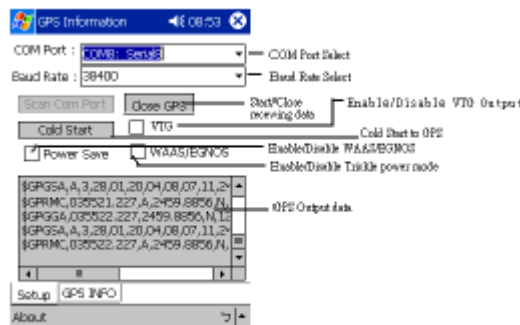 GPS Information 08:53
COM Port : COM8: Serial8 COM Port Select
Baud Rate : 38400 Baud Rate Select
Scan Com Port Close GPS Start/Close receiving data
VTG Enable/Disable VTG Output
Cold Start Cold Start to GPS
Power Save WAAS/EGNOS Enable/Disable WAAS/EGNOS
Enable/Disable Trickle power mode
$GPGSA,A,3,28,01,20,04,08,07,11,2
$GPRMC,035521.227,A,2459.8856,N,
$GPGGA,035522.227,2459.8856,N,12
GPS Output data
$GPGSA,A,3,28,01,20,04,08,07,11,2
$GPRMC,035522.227,A,2459.8856,N,
Setup GPS INFO
About